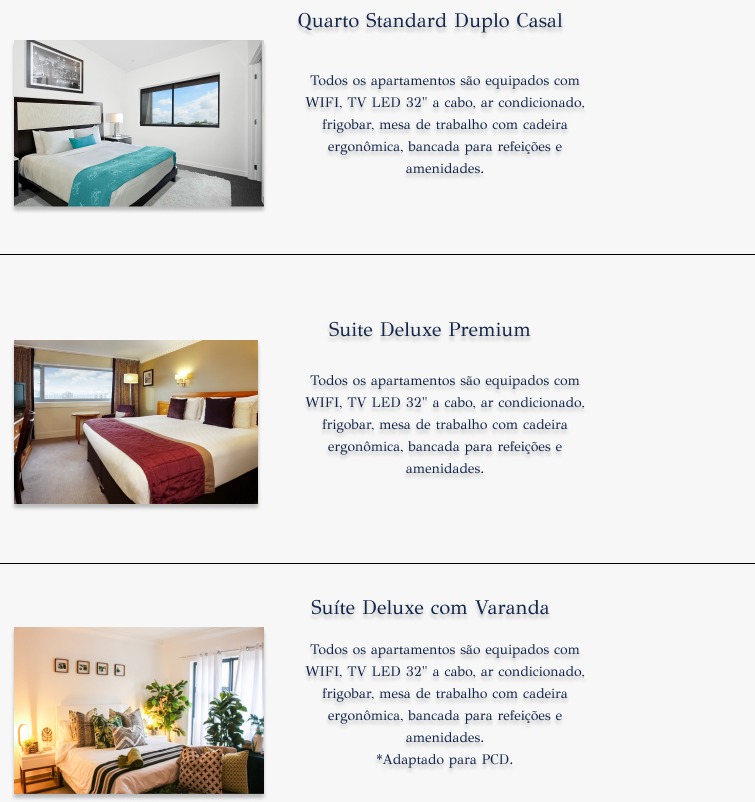 Quarto Standard Duplo Casal
Todos os apartamentos são equipados com
WIFI, TV LED 32" a cabo, ar condicionado,
frigobar, mesa de trabalho com cadeira
ergonômica, bancada para refeições e
amenidades.
Suite Deluxe Premium
Todos os apartamentos são equipados com
WIFI, TV LED 32" a cabo, ar condicionado,
frigobar, mesa de trabalho com cadeira
ergonômica, bancada para refeições e
amenidades.
Suíte Deluxe com Varanda
Todos os apartamentos são equipados com
WIFI, TV LED 32" a cabo, ar condicionado,
frigobar, mesa de trabalho com cadeira
ergonômica, bancada para refeições e
amenidades.
*Adaptado para PCD.